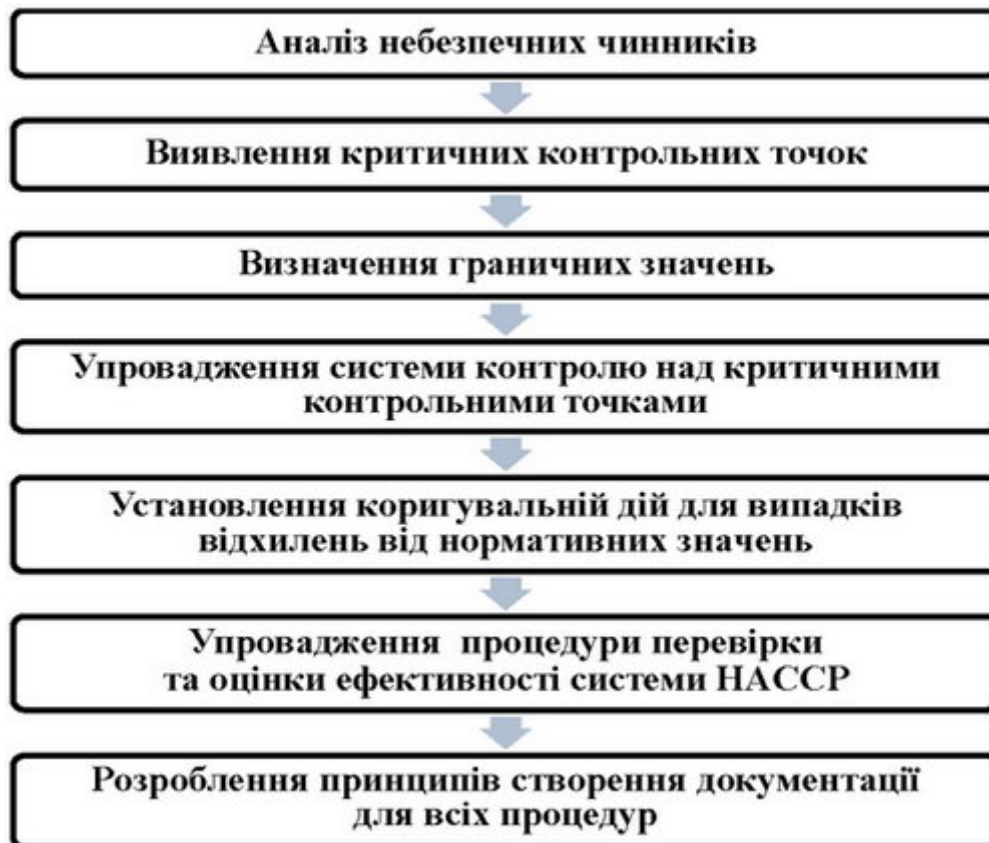 Аналіз небезпечних чинників
Виявлення критичних контрольних точок
Визначення граничних значень
Упровадження системи контролю над критичними
контрольними точками
Установлення коригувальній дій для випадків
відхилень від нормативних значень
Упровадження процедури перевірки
та оцінки ефективності системи НАССР
Розроблення принципів створення документації
для всіх процедур